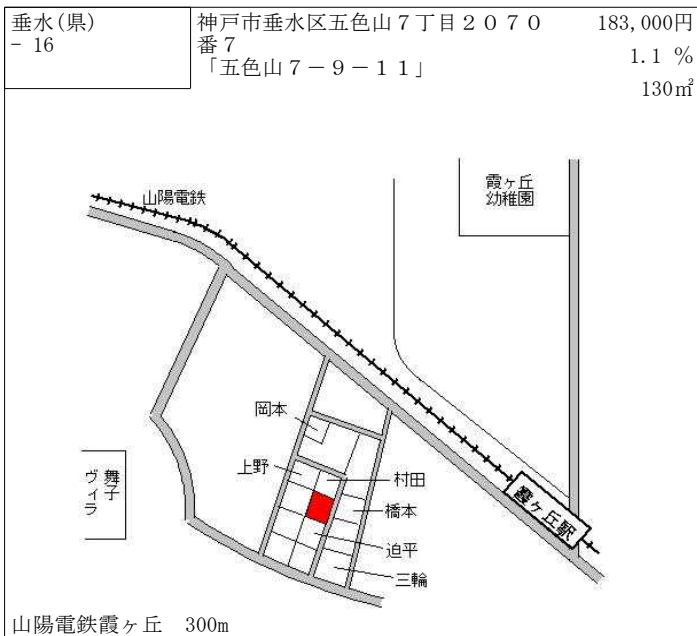 垂水(県)
- 16
神戸市垂水区五色山７丁目２０７０
番７
「五色山７－９－１１」
183,000円
1.1 %
130㎡
山陽電鉄
霞ヶ丘
幼稚園
岡本
上野
村田
橋本
迫平
三輪
舞子
ヴィラ
霞ヶ丘駅
山陽電鉄霞ヶ丘　300m